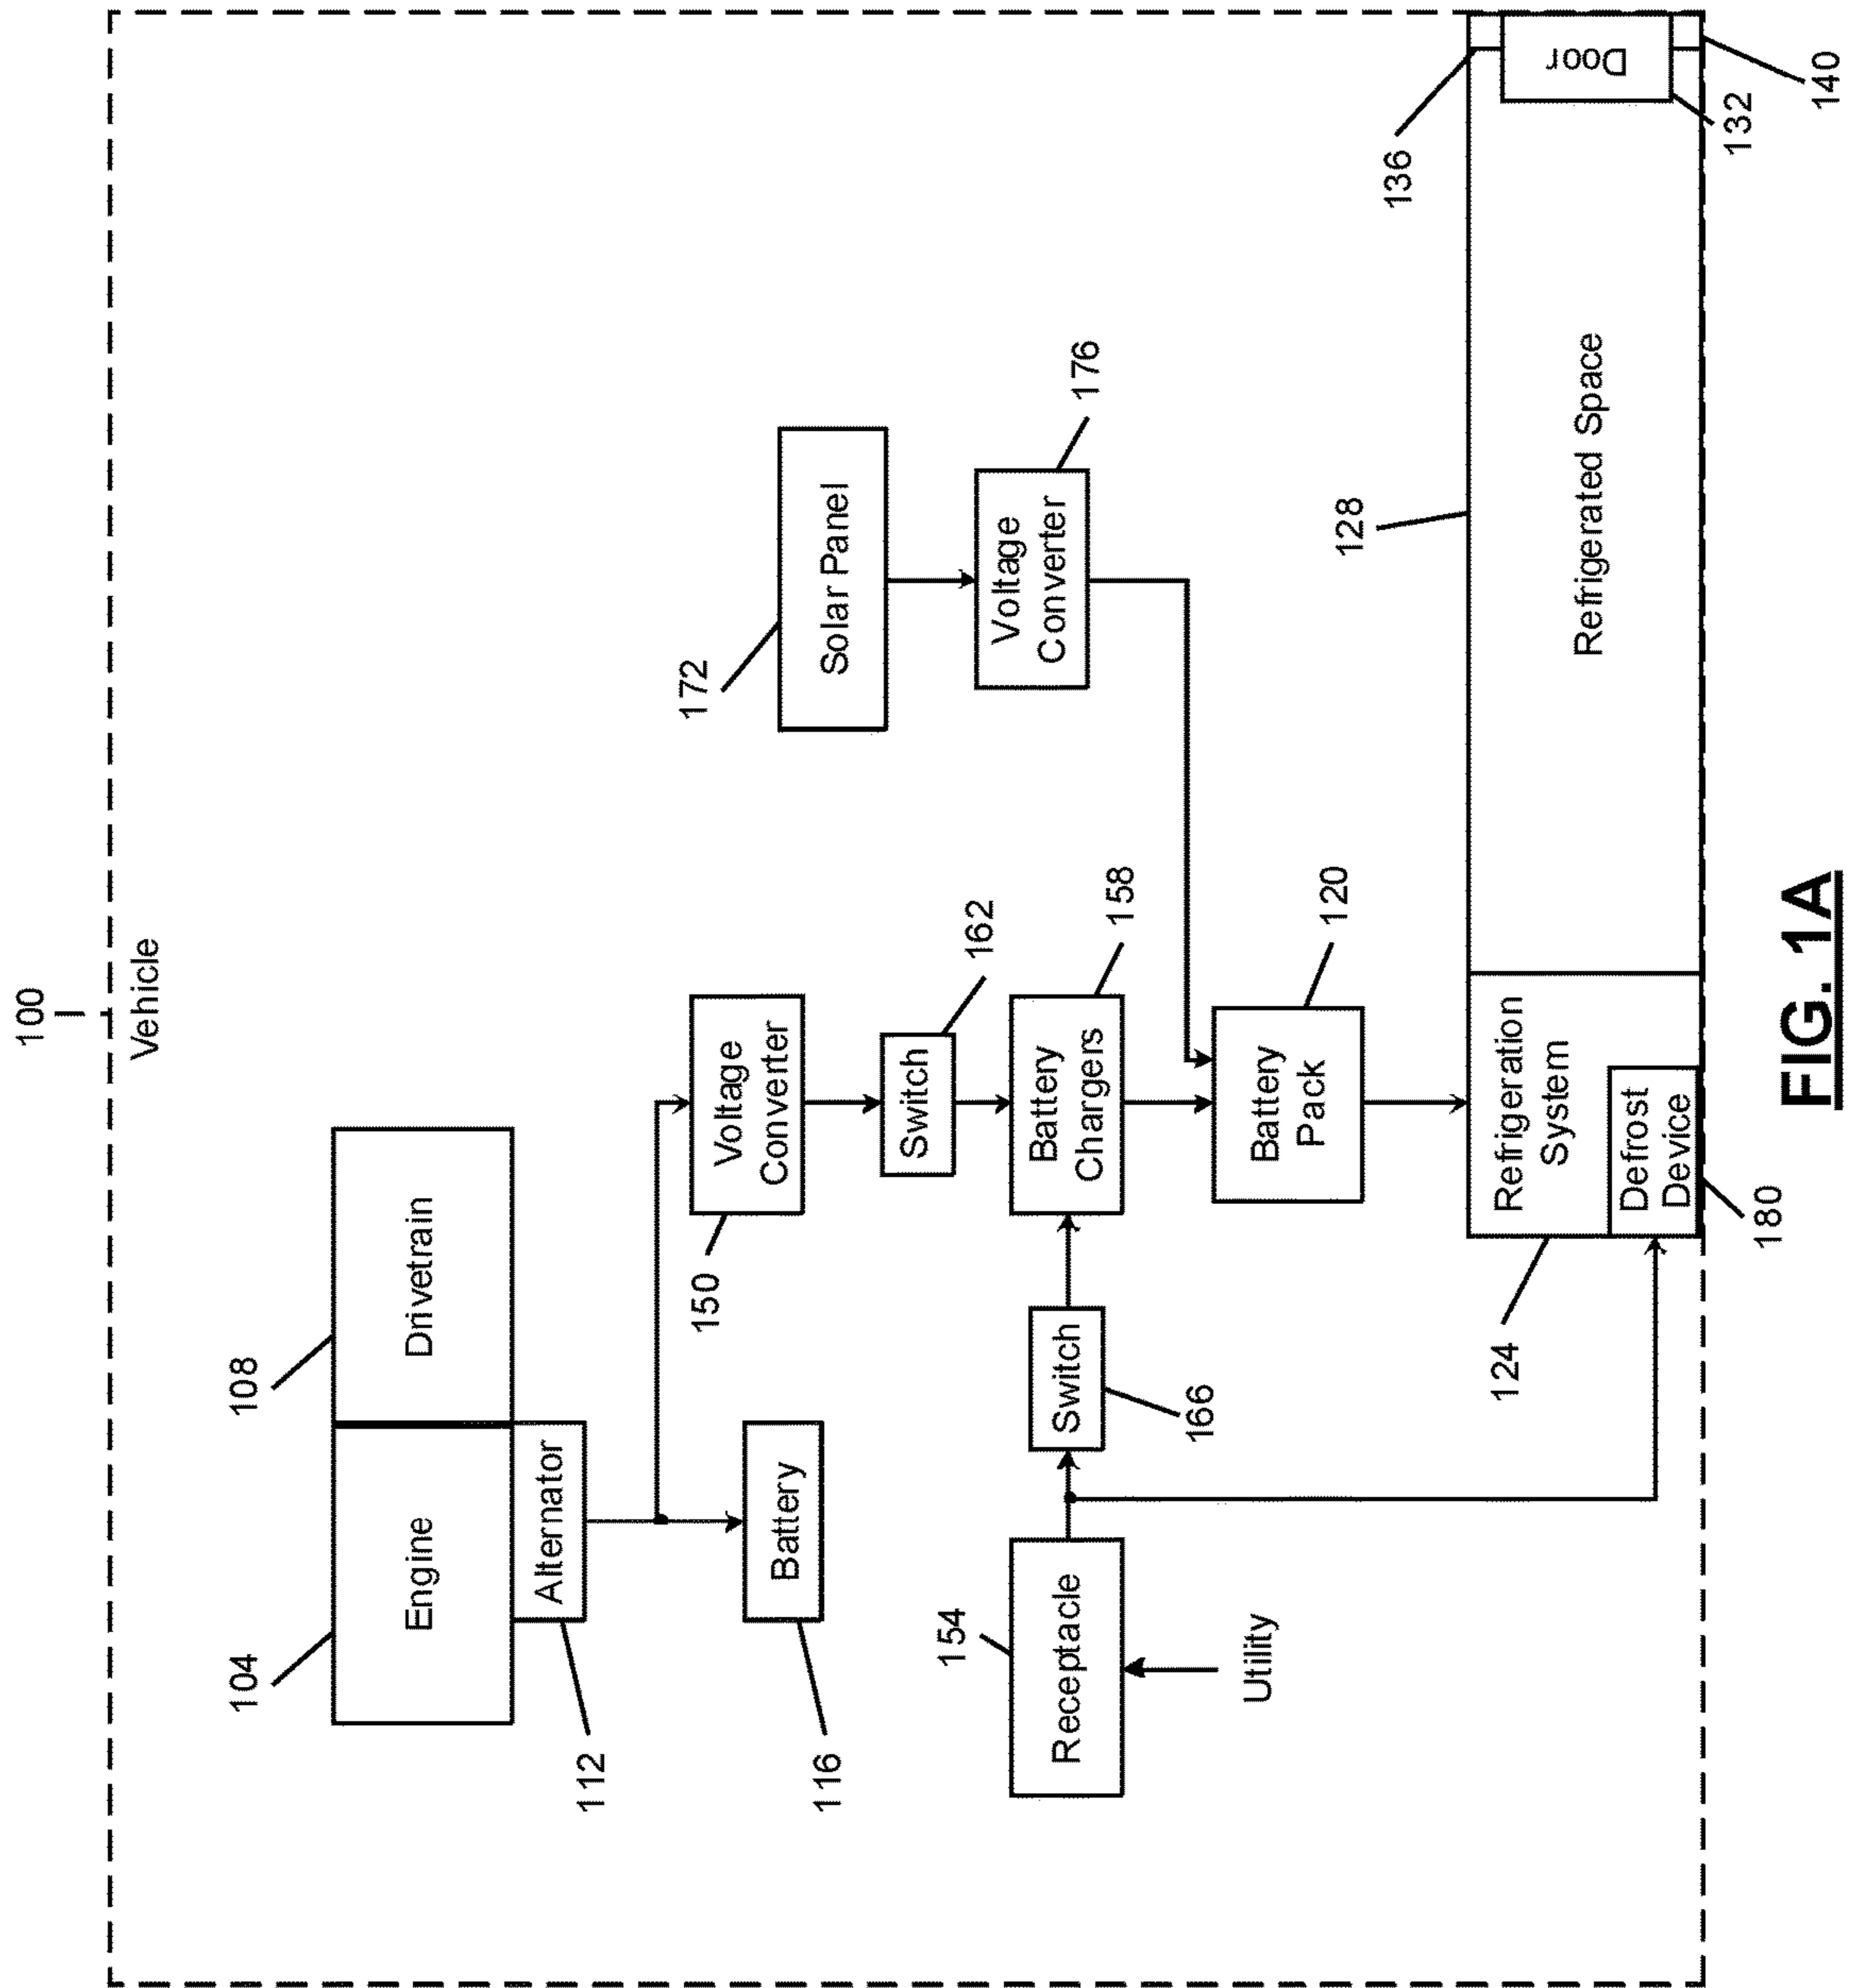 100
Vehicle
104
108
Engine
Drivetrain
Alternator
112
Battery
116
150
Voltage
Converter
Switch
162
172
Solar Panel
Voltage
Converter
176
154
Receptacle
Utility
Switch
166
Battery
Chargers
158
Battery
Pack
120
124
Refrigeration
System
Defrost
Device
180
128
Refrigerated Space
136
Door
132
140
FIG. 1A